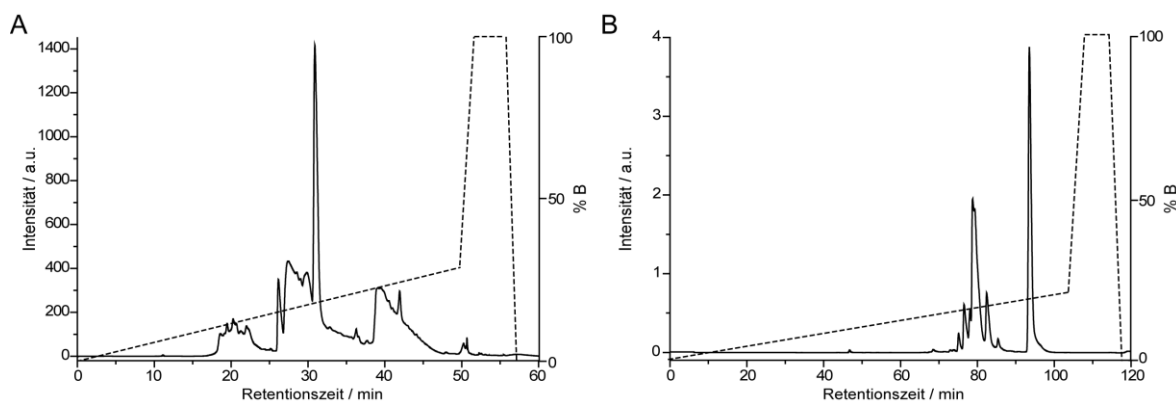 A
1400
1200
1000
800
600
400
200
0
Intensität / a.u.
0 10 20 30 40 50 60
Retentionszeit / min
100
50
0
% B
B
4
3
2
1
0
Intensität / a.u.
0 20 40 60 80 100 120
Retentionszeit / min
100
50
0
% B